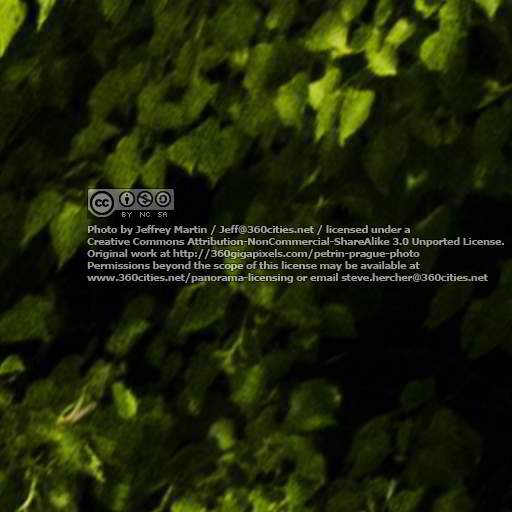 cc
BY NC SA
Photo by Jeffrey Martin / Jeff@360cities.net / licensed under a
Creative Commons Attribution-NonCommercial-ShareAlike 3.0 Unported License.
Original work at http://360gigapixels.com/petrin-prague-photo
Permissions beyond the scope of this license may be available at
www.360cities.net/panorama-licensing or email steve.hercher@360cities.net